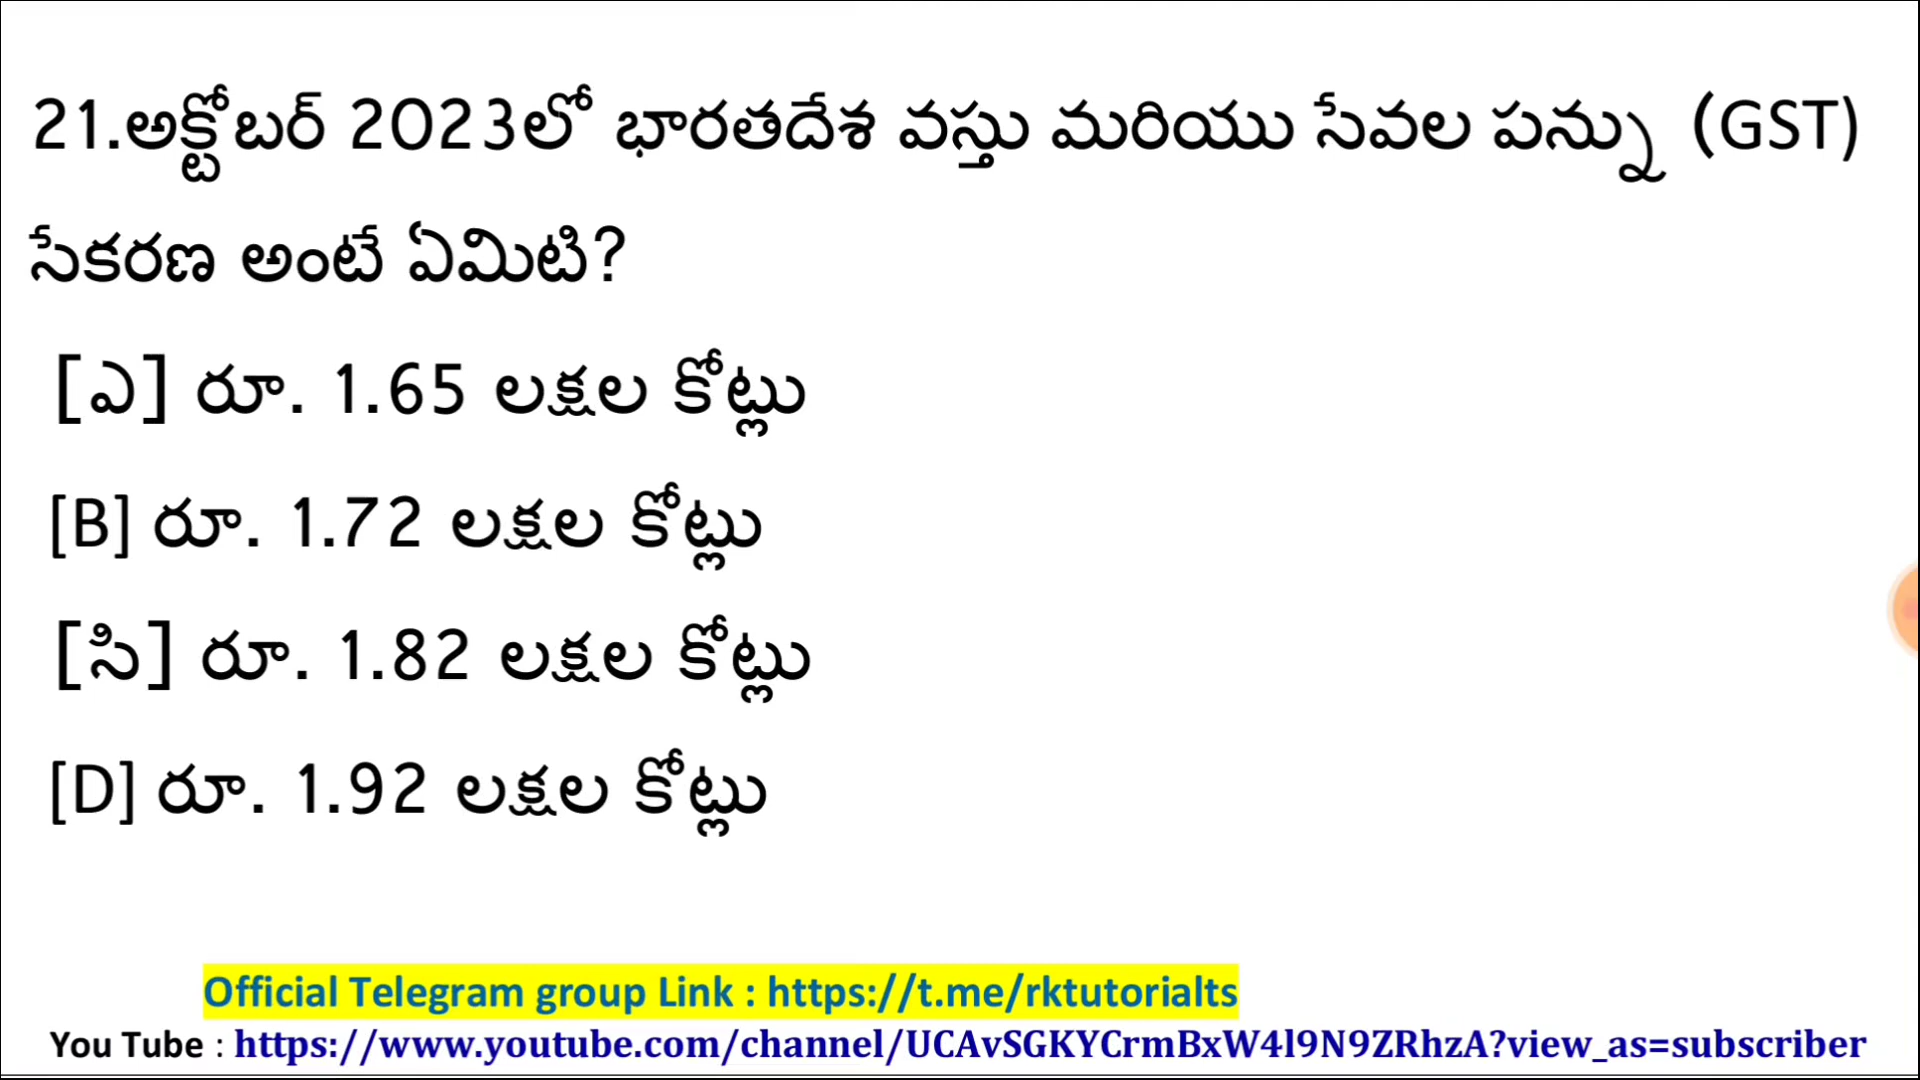 21.అక్టోబర్ 2023లో భారతదేశ వస్తు మరియు సేవల పన్ను (GST)
సేకరణ అంటే ఏమిటి?
[ఎ] రూ. 1.65 లక్షల కోట్లు
[B] రూ. 1.72 లక్షల కోట్లు
[సి] రూ. 1.82 లక్షల కోట్లు
[D] రూ. 1.92 లక్షల కోట్లు
Official Telegram group Link : https://t.me/rktutorialts
You Tube : https://www.youtube.com/channel/UCAvSGKYCrmBxW4l9N9ZRhzA?view_as=subscriber